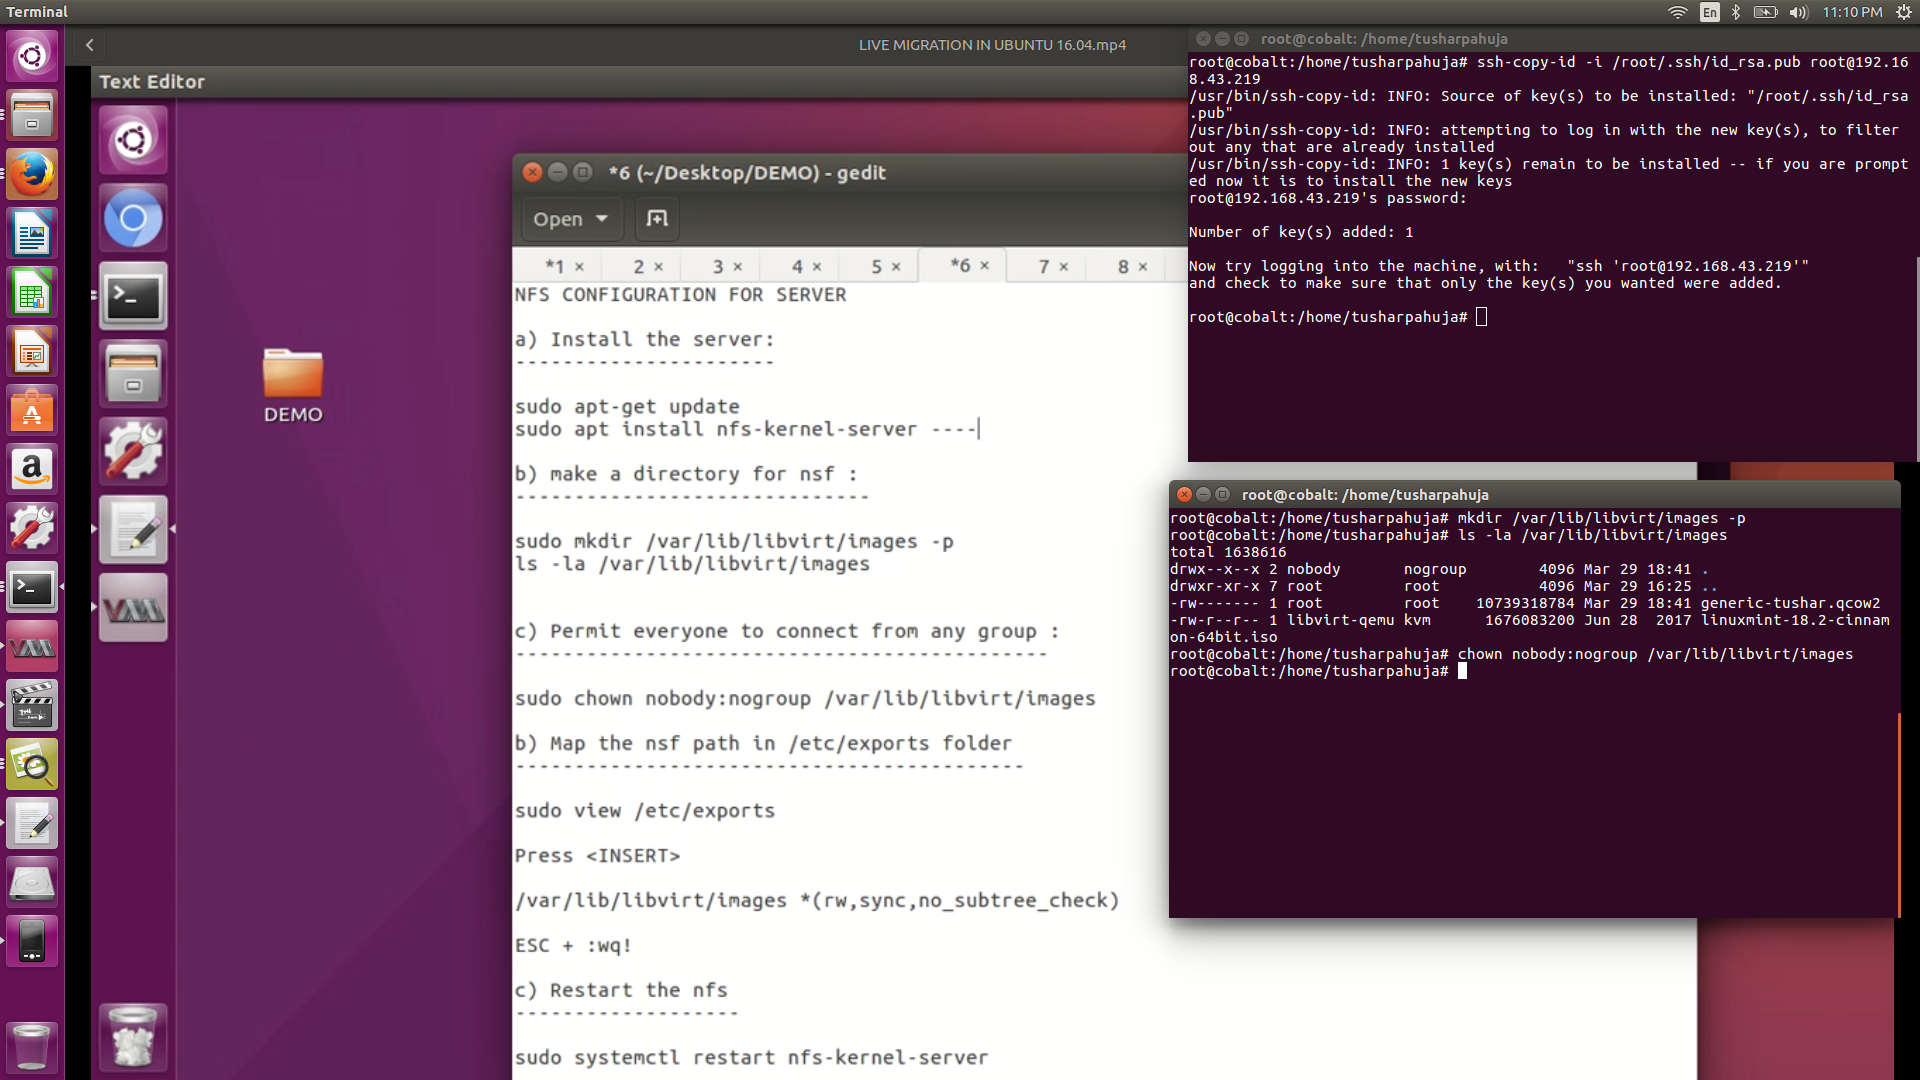 Terminal
En
11:10 PM
LIVE MIGRATION IN UBUNTU 16.04.mp4
Text Editor
DEMO
*6 (~/Desktop/DEMO) - gedit
Open
*1 × 2 × 3 × 4 × 5 × *6 × 7 × 8 ×
NFS CONFIGURATION FOR SERVER
a) Install the server:
----------------------
sudo apt-get update
sudo apt install nfs-kernel-server ----
b) make a directory for nsf :
------------------------------
sudo mkdir /var/lib/libvirt/images -p
ls -la /var/lib/libvirt/images
c) Permit everyone to connect from any group :
---------------------------------------------
sudo chown nobody:nogroup /var/lib/libvirt/images
b) Map the nsf path in /etc/exports folder
-------------------------------------------
sudo view /etc/exports
Press <INSERT>
/var/lib/libvirt/images *(rw,sync,no_subtree_check)
ESC + :wq!
c) Restart the nfs
-------------------
sudo systemctl restart nfs-kernel-server
root@cobalt: /home/tusharpahuja
root@cobalt:/home/tusharpahuja# ssh-copy-id -i /root/.ssh/id_rsa.pub root@192.16
8.43.219
/usr/bin/ssh-copy-id: INFO: Source of key(s) to be installed: "/root/.ssh/id_rsa
.pub"
/usr/bin/ssh-copy-id: INFO: attempting to log in with the new key(s), to filter
out any that are already installed
/usr/bin/ssh-copy-id: INFO: 1 key(s) remain to be installed -- if you are prompt
ed now it is to install the new keys
root@192.168.43.219's password:
Number of key(s) added: 1
Now try logging into the machine, with:   "ssh 'root@192.168.43.219'"
and check to make sure that only the key(s) you wanted were added.
root@cobalt:/home/tusharpahuja#
root@cobalt: /home/tusharpahuja
root@cobalt:/home/tusharpahuja# mkdir /var/lib/libvirt/images -p
root@cobalt:/home/tusharpahuja# ls -la /var/lib/libvirt/images
total 1638616
drwx--x--x 2 nobody       nogroup        4096 Mar 29 18:41 .
drwxr-xr-x 7 root         root           4096 Mar 29 16:25 ..
-rw------- 1 root         root    10739318784 Mar 29 18:41 generic-tushar.qcow2
-rw-r--r-- 1 libvirt-qemu kvm      1676083200 Jun 28  2017 linuxmint-18.2-cinnam
on-64bit.iso
root@cobalt:/home/tusharpahuja# chown nobody:nogroup /var/lib/libvirt/images
root@cobalt:/home/tusharpahuja#